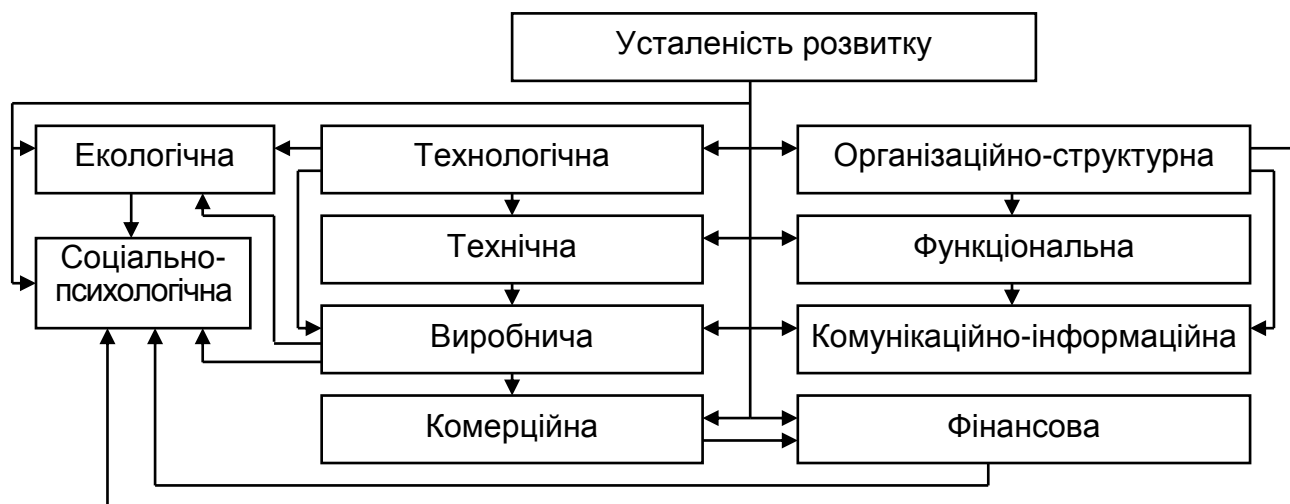 Усталеність розвитку
Екологічна
Технологічна
Організаційно-структурна
Соціально-
психологічна
Технічна
Функціональна
Виробнича
Комунікаційно-інформаційна
Комерційна
Фінансова